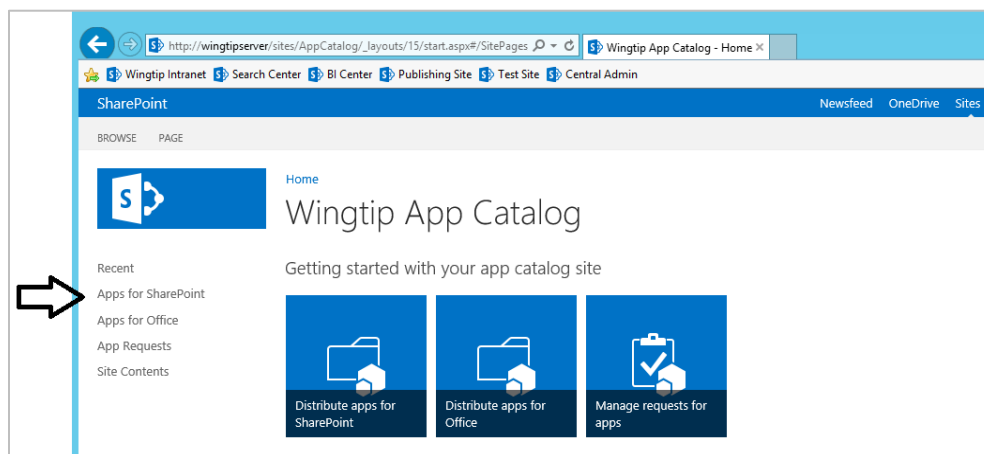 http://wingtipserver/sites/AppCatalog/_layouts/15/start.aspx#/SitePages
Wingtip App Catalog - Home
Wingtip Intranet Search Center BI Center Publishing Site Test Site Central Admin
SharePoint Newsfeed OneDrive Sites
BROWSE PAGE
S
Home
Wingtip App Catalog
Recent
Apps for SharePoint
Apps for Office
App Requests
Site Contents
Getting started with your app catalog site
Distribute apps for
SharePoint
Distribute apps for
Office
Manage requests for
apps